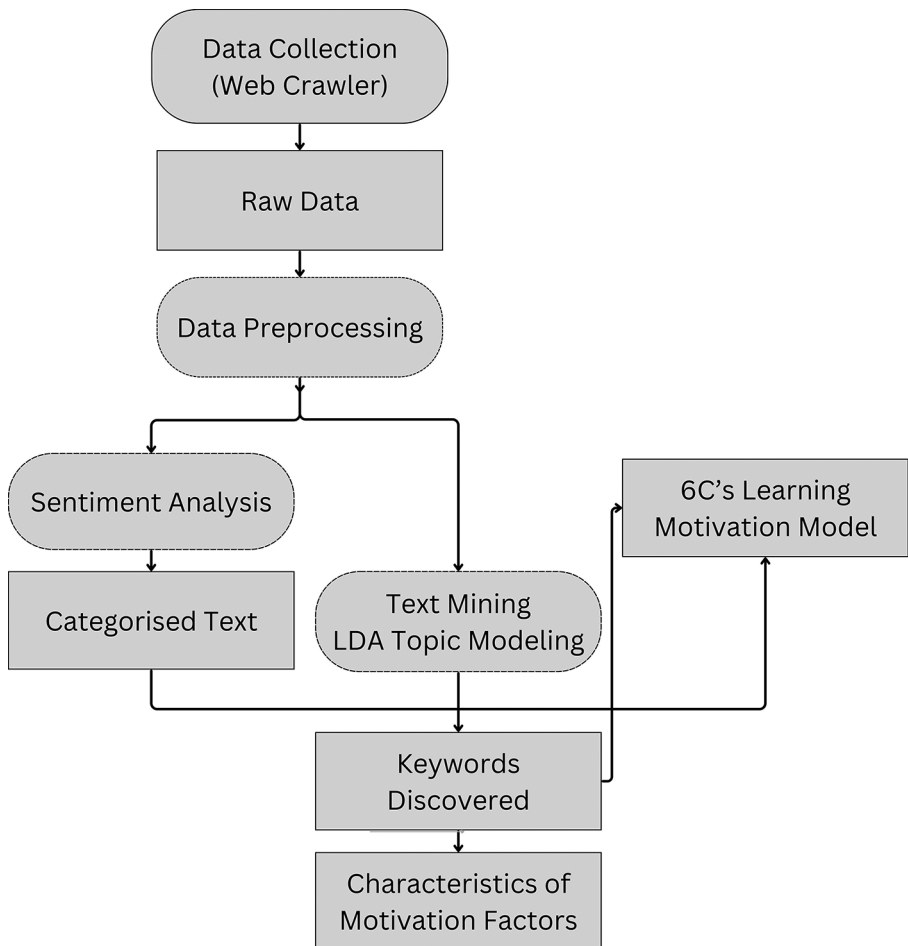 Data Collection
(Web Crawler)
Raw Data
Data Preprocessing
Sentiment Analysis
6C’s Learning
Motivation Model
Categorised Text
Text Mining
LDA Topic Modeling
Keywords
Discovered
Characteristics of
Motivation Factors